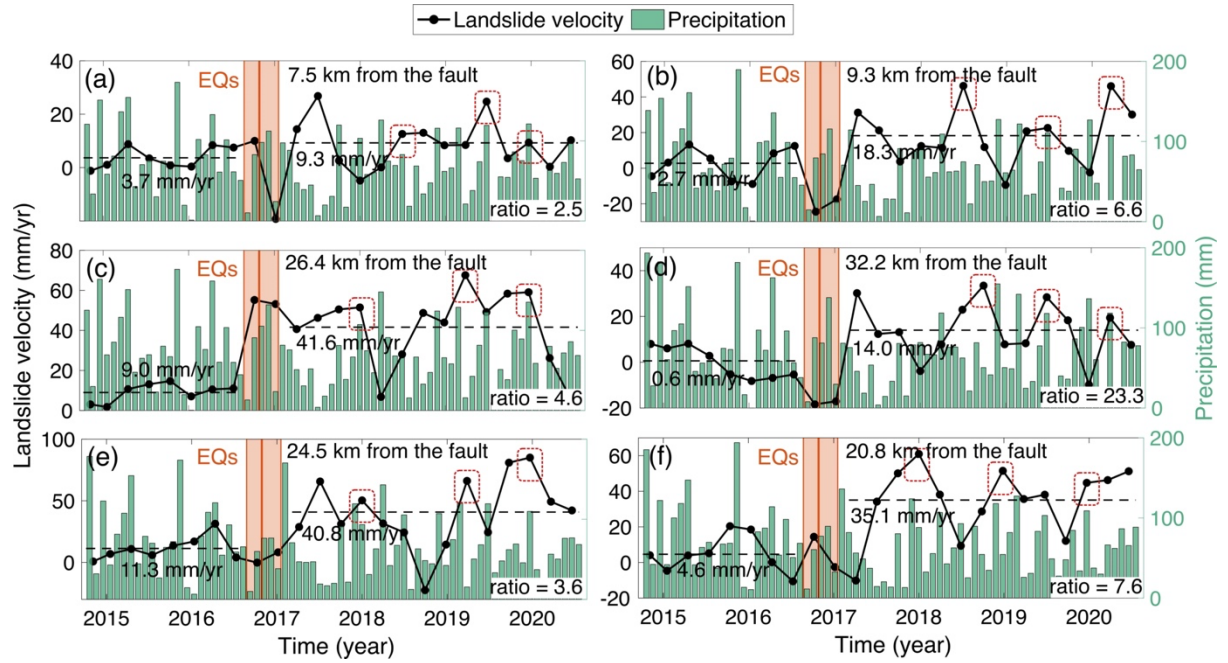 Landslide velocity Precipitation
(a) EQs 7.5 km from the fault
3.7 mm/yr
9.3 mm/yr
ratio = 2.5
40
20
0
(b) EQs 9.3 km from the fault
2.7 mm/yr
18.3 mm/yr
ratio = 6.6
60
40
20
0
-20
200
100
0
(c) EQs 26.4 km from the fault
9.0 mm/yr
41.6 mm/yr
ratio = 4.6
80
60
40
20
0
(d) EQs 32.2 km from the fault
0.6 mm/yr
14.0 mm/yr
ratio = 23.3
40
20
0
-20
200
100
0
(e) EQs 24.5 km from the fault
11.3 mm/yr
40.8 mm/yr
ratio = 3.6
100
50
0
2015 2016 2017 2018 2019 2020
Time (year)
(f) EQs 20.8 km from the fault
4.6 mm/yr
35.1 mm/yr
ratio = 7.6
60
40
20
0
-20
200
100
0
2015 2016 2017 2018 2019 2020
Time (year)
Landslide velocity (mm/yr)
Precipitation (mm)